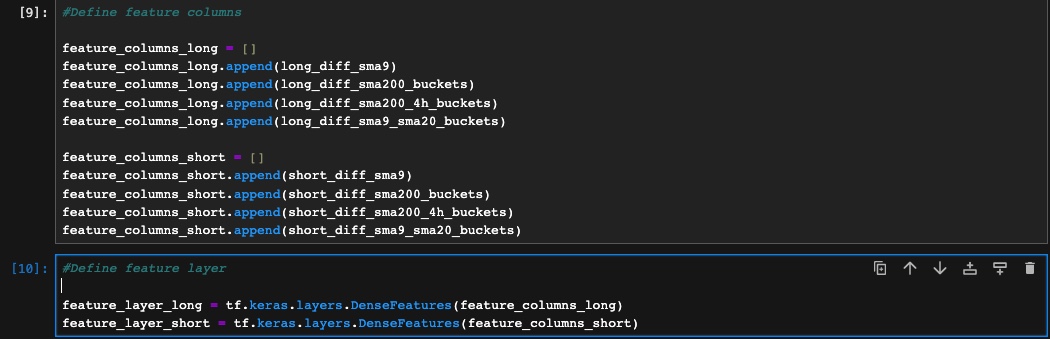 [9]:
#Define feature columns
feature_columns_long = []
feature_columns_long.append(long_diff_sma9)
feature_columns_long.append(long_diff_sma200_buckets)
feature_columns_long.append(long_diff_sma200_4h_buckets)
feature_columns_long.append(long_diff_sma9_sma20_buckets)
feature_columns_short = []
feature_columns_short.append(short_diff_sma9)
feature_columns_short.append(short_diff_sma200_buckets)
feature_columns_short.append(short_diff_sma200_4h_buckets)
feature_columns_short.append(short_diff_sma9_sma20_buckets)
[10]:
#Define feature layer
feature_layer_long = tf.keras.layers.DenseFeatures(feature_columns_long)
feature_layer_short = tf.keras.layers.DenseFeatures(feature_columns_short)